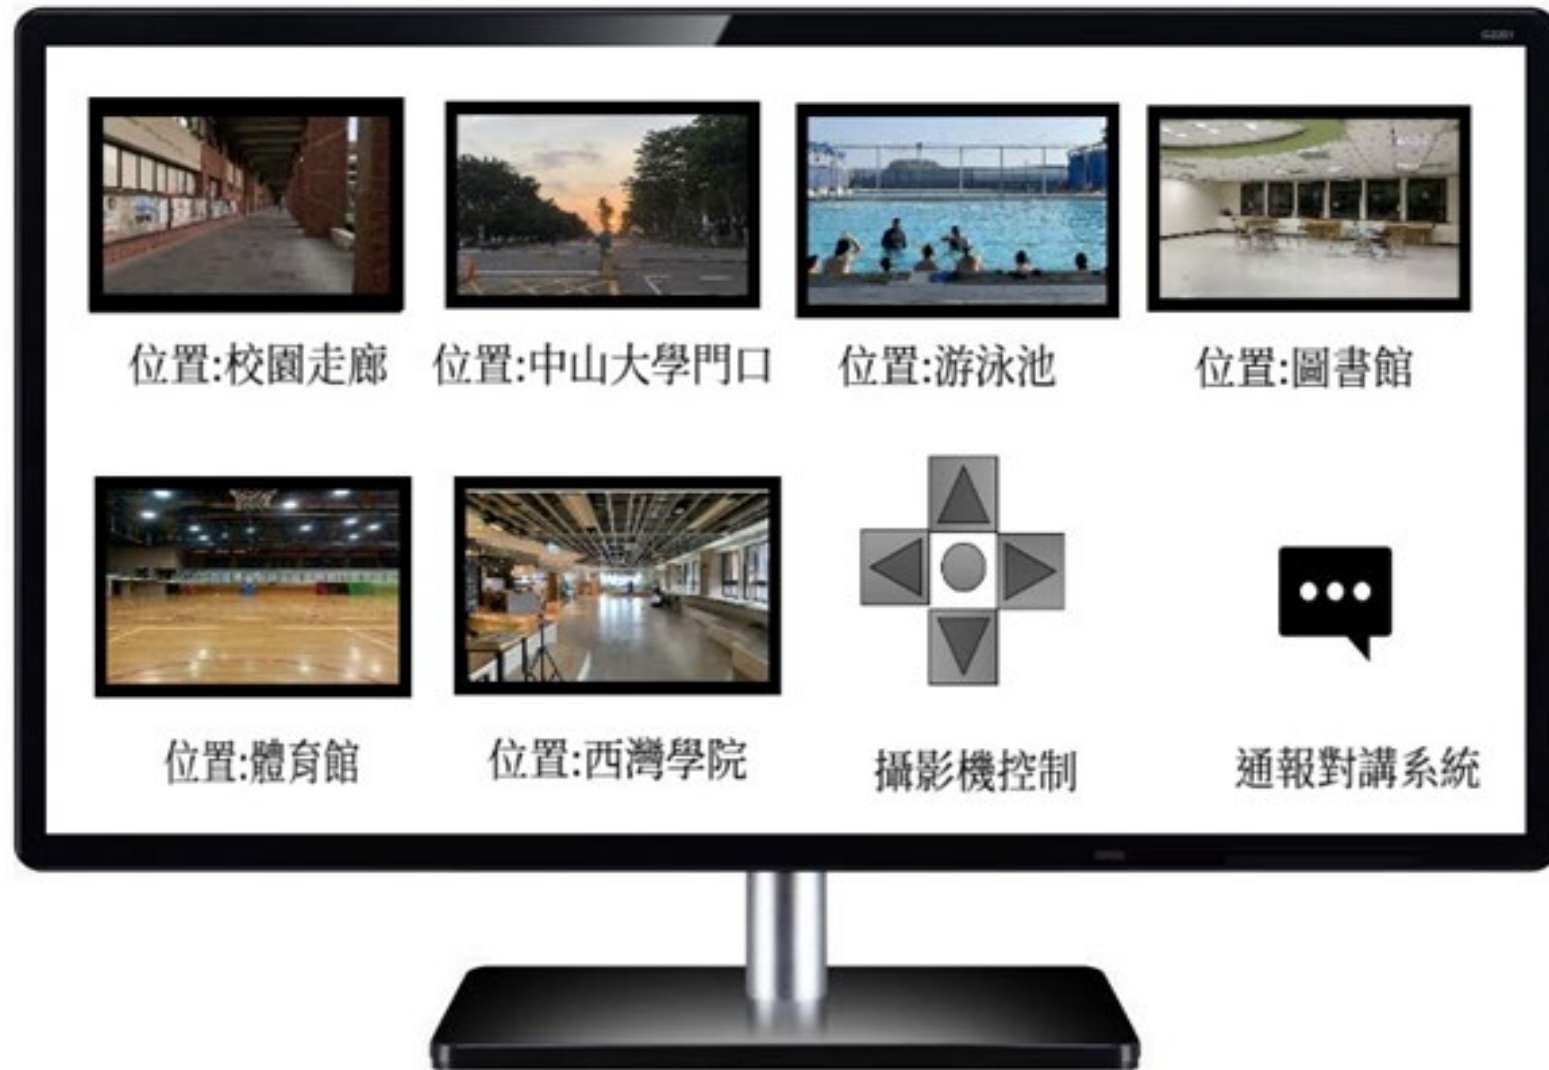 位置:校園走廊
位置:中山大學門口
位置:游泳池
位置:圖書館
位置:體育館
位置:西灣學院
攝影機控制
通報對講系統